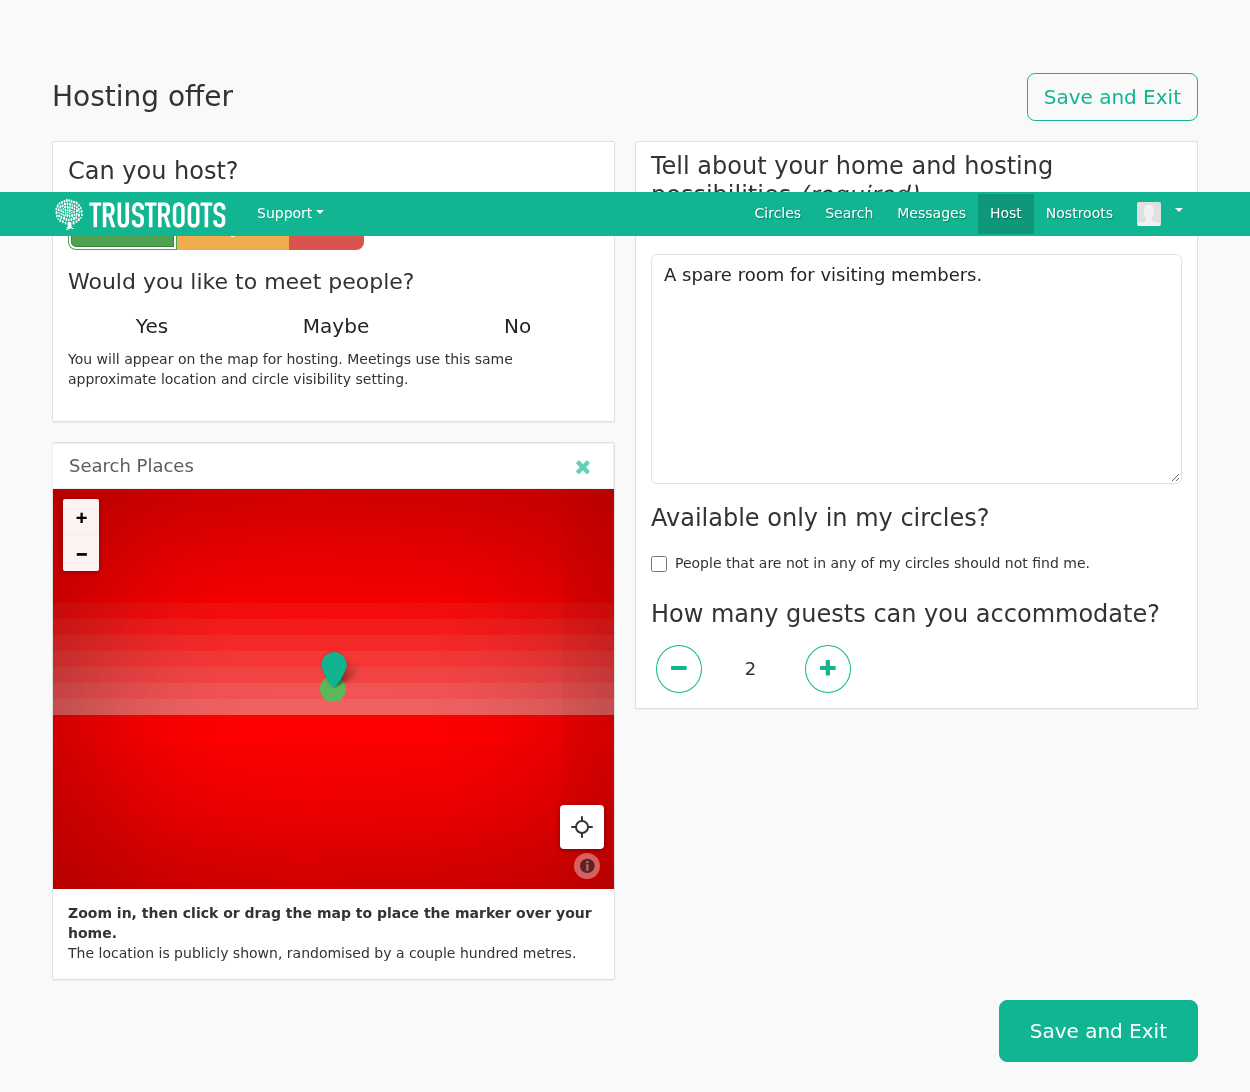 Hosting offer
Save and Exit
Can you host?
Tell about your home and hosting
possibilities (required)
TRUSTROOTS
Support
Circles
Search
Messages
Host
Nostroots
Would you like to meet people?
Yes
Maybe
No
You will appear on the map for hosting. Meetings use this same
approximate location and circle visibility setting.
A spare room for visiting members.
Search Places
+
−
Zoom in, then click or drag the map to place the marker over your
home.
The location is publicly shown, randomised by a couple hundred metres.
Available only in my circles?
People that are not in any of my circles should not find me.
How many guests can you accommodate?
2
Save and Exit